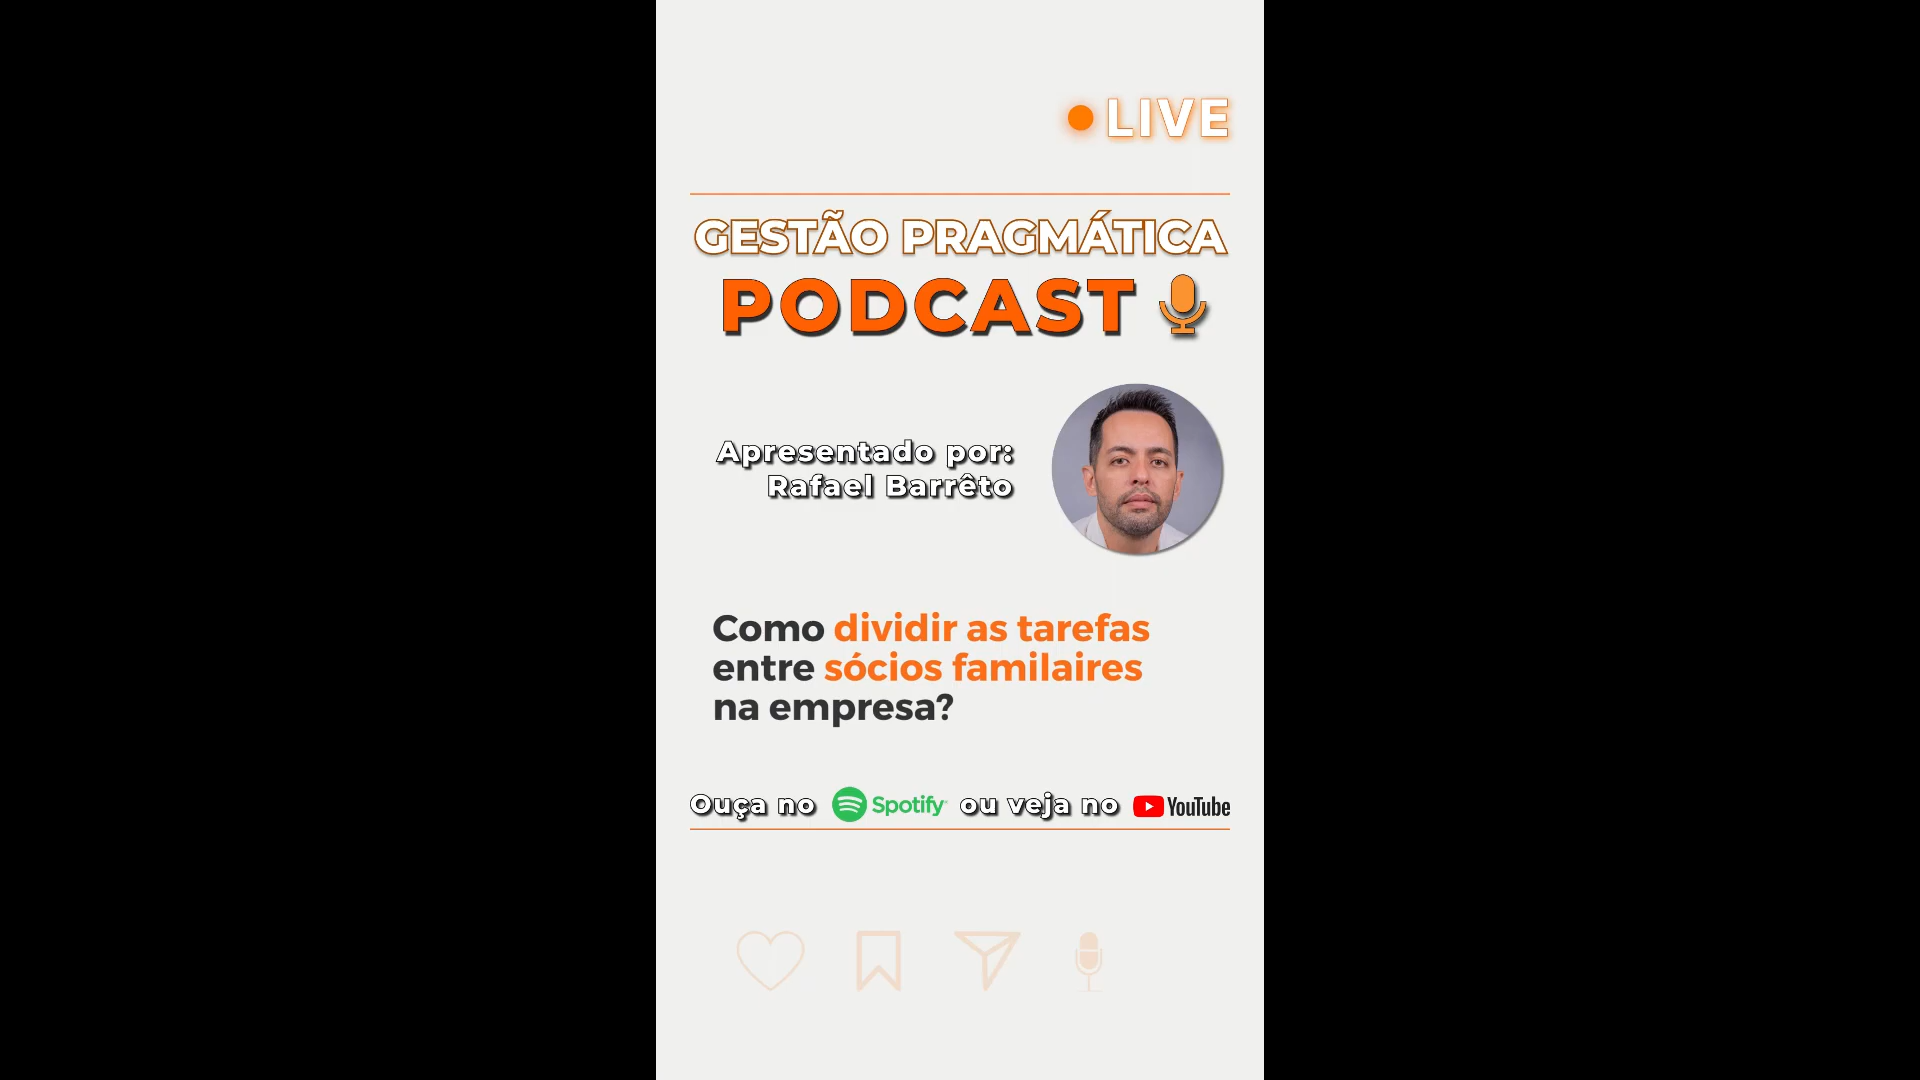 LIVE
GESTÃO PRAGMÁTICA
PODCAST
Apresentado por:
Rafael Barrêto
Como dividir as tarefas
entre sócios familaires
na empresa?
Ouça no Spotify ou veja no YouTube